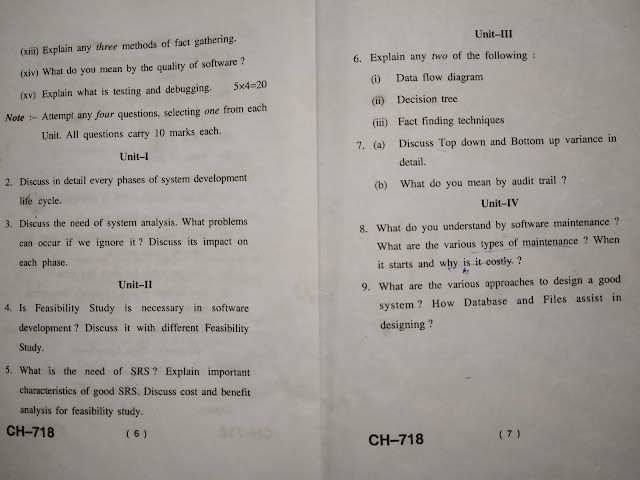 (xiii) Explain any three methods of fact gathering.
(xiv) What do you mean by the quality of software ?
(xv) Explain what is testing and debugging. 5×4=20
Note :– Attempt any four questions, selecting one from each
Unit. All questions carry 10 marks each.
Unit–I
2. Discuss in detail every phases of system development
life cycle.
3. Discuss the need of system analysis. What problems
can occur if we ignore it ? Discuss its impact on
each phase.
Unit–II
4. Is Feasibility Study is necessary in software
development ? Discuss it with different Feasibility
Study.
5. What is the need of SRS ? Explain important
characteristics of good SRS. Discuss cost and benefit
analysis for feasibility study.
CH–718 ( 6 )
Unit–III
6. Explain any two of the following :
(i) Data flow diagram
(ii) Decision tree
(iii) Fact finding techniques
7. (a) Discuss Top down and Bottom up variance in
detail.
(b) What do you mean by audit trail ?
Unit–IV
8. What do you understand by software maintenance ?
What are the various types of maintenance ? When
it starts and why is it costly. ?
9. What are the various approaches to design a good
system ? How Database and Files assist in
designing ?
CH–718 ( 7 )